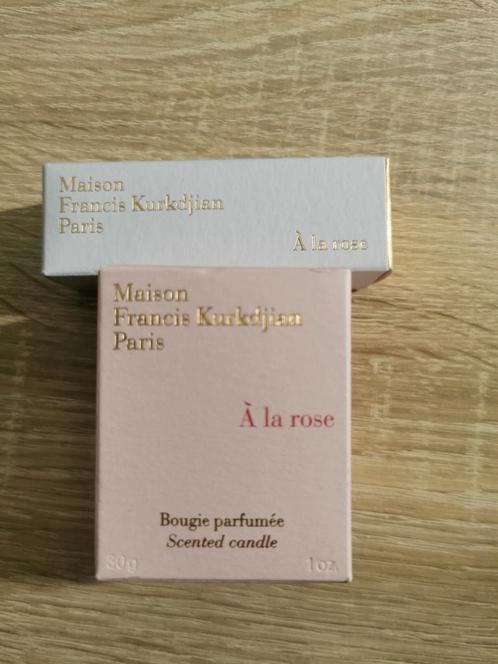 Maison
Francis Kurkdjian
Paris
À la rose
Maison
Francis Kurkdjian
Paris
À la rose
Bougie parfumée
Scented candle
30g 1 oz.